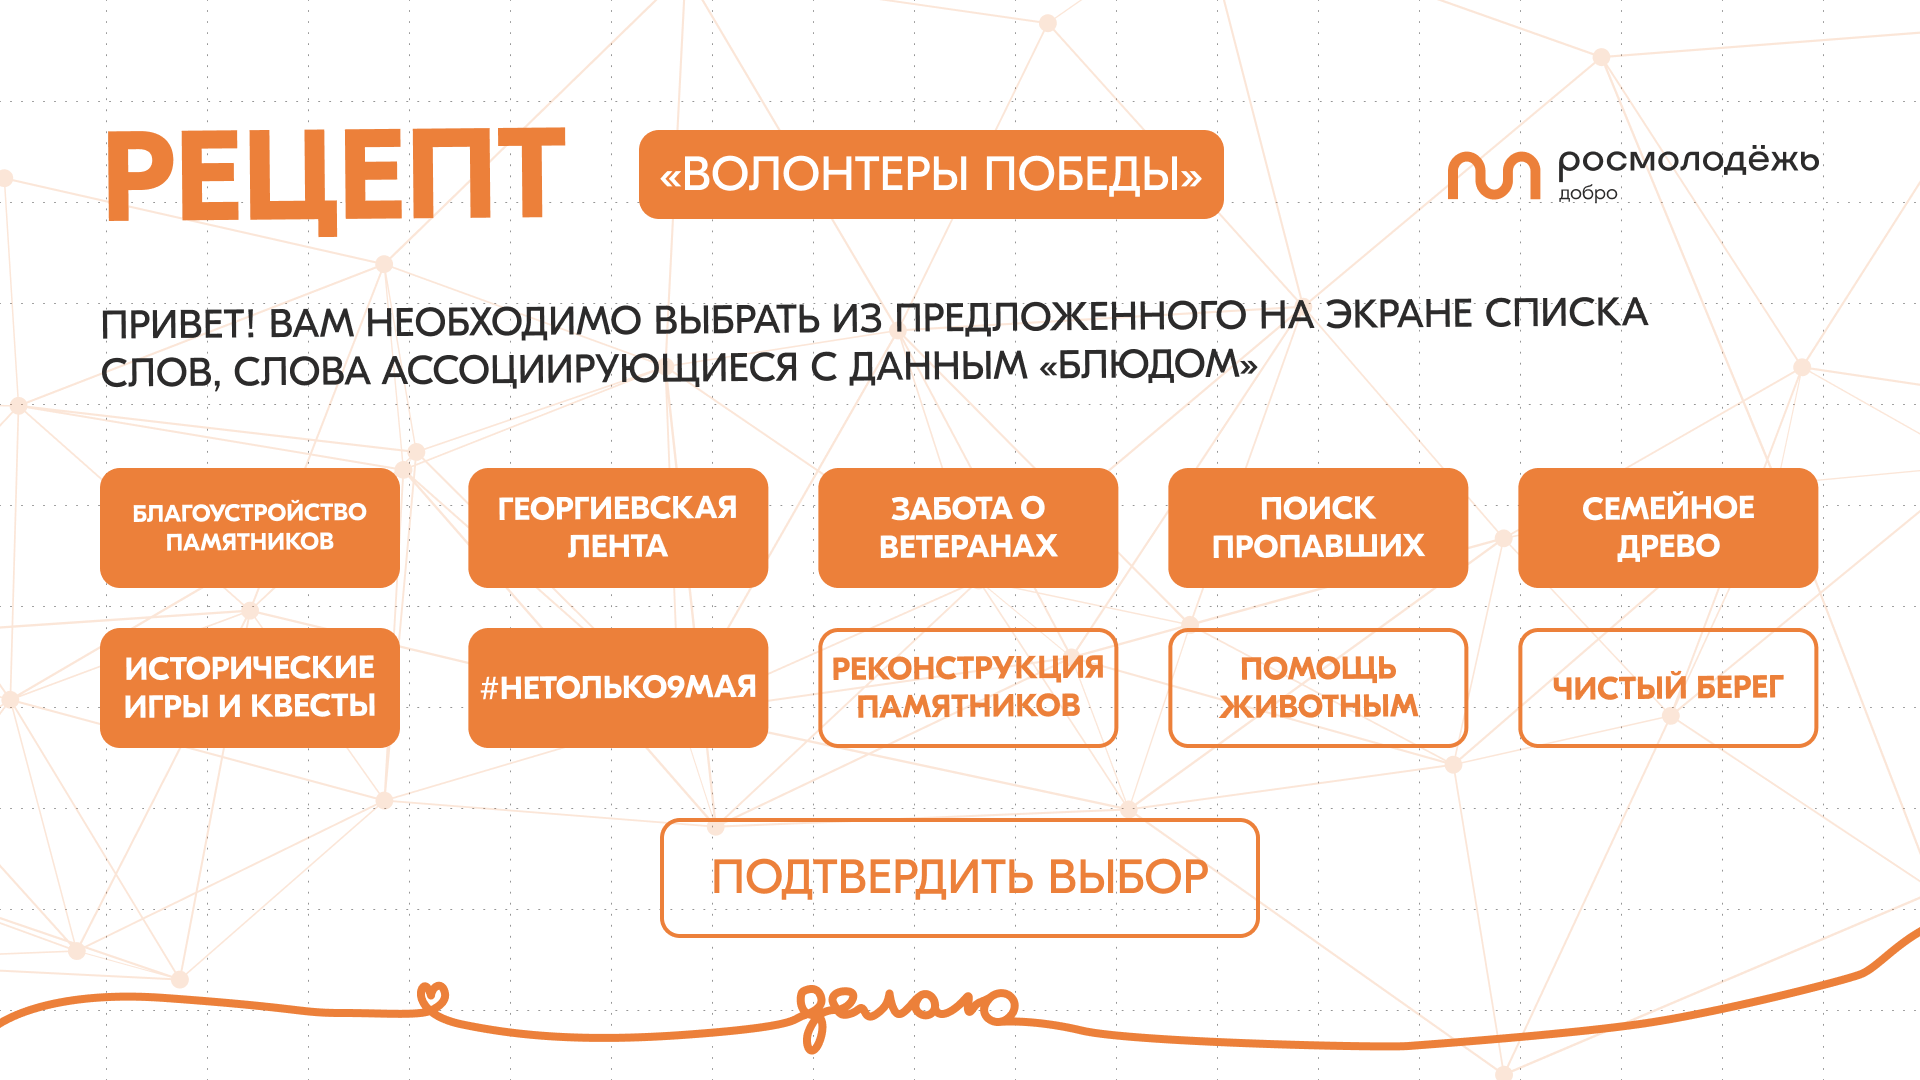 РЕЦЕПТ
«ВОЛОНТЕРЫ ПОБЕДЫ»
росмолодёжь
добро
ПРИВЕТ! ВАМ НЕОБХОДИМО ВЫБРАТЬ ИЗ ПРЕДЛОЖЕННОГО НА ЭКРАНЕ СПИСКА
СЛОВ, СЛОВА АССОЦИИРУЮЩИЕСЯ С ДАННЫМ «БЛЮДОМ»
БЛАГОУСТРОЙСТВО
ПАМЯТНИКОВ
ГЕОРГИЕВСКАЯ
ЛЕНТА
ЗАБОТА О
ВЕТЕРАНАХ
ПОИСК
ПРОПАВШИХ
СЕМЕЙНОЕ
ДРЕВО
ИСТОРИЧЕСКИЕ
ИГРЫ И КВЕСТЫ
#НЕТОЛЬКО9МАЯ
РЕКОНСТРУКЦИЯ
ПАМЯТНИКОВ
ПОМОЩЬ
ЖИВОТНЫМ
ЧИСТЫЙ БЕРЕГ
ПОДТВЕРДИТЬ ВЫБОР
делаю